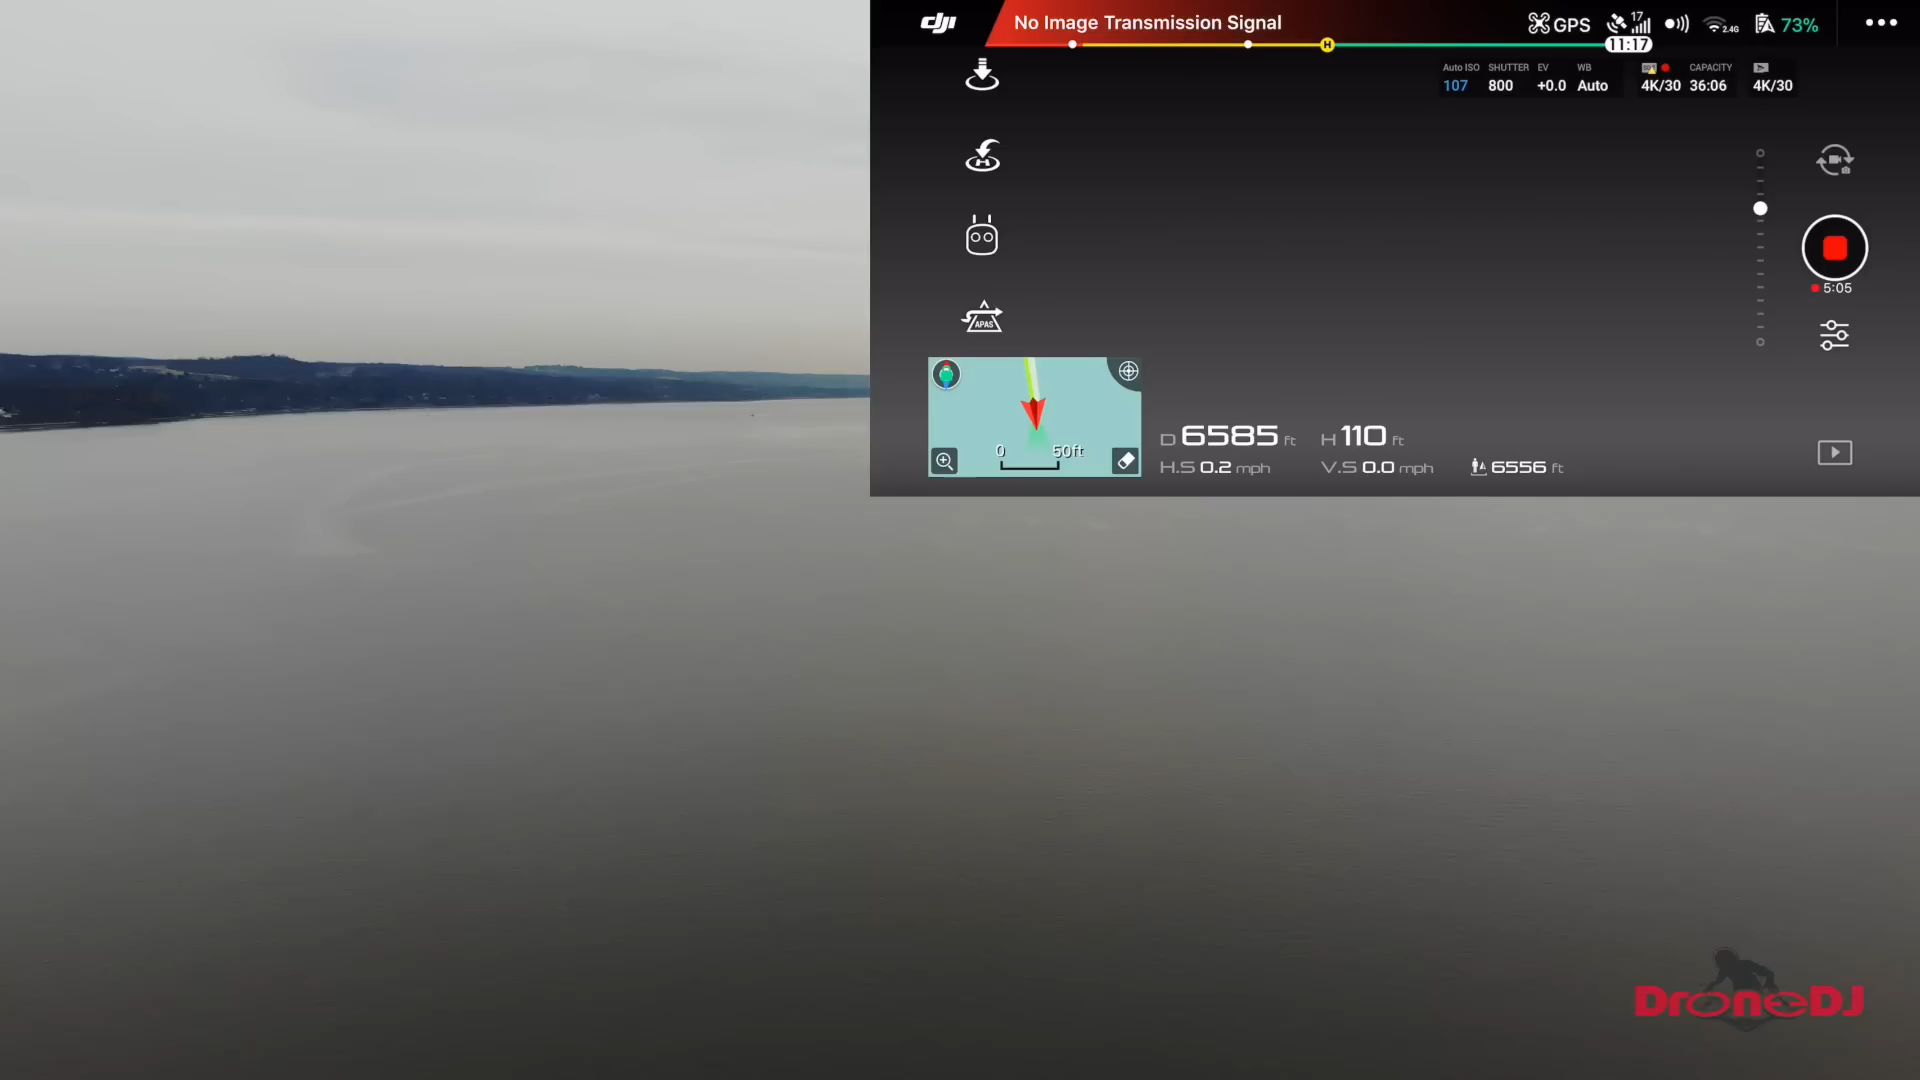 dji
No Image Transmission Signal
GPS
17
2.4G
73%
H
11:17
Auto ISO SHUTTER EV WB CAPACITY
107 800 +0.0 Auto 4K/30 36:06 4K/30
H
5:05
APAS
0 50ft
D 6585 ft H 110 ft
H.S 0.2 mph V.S 0.0 mph 6556 ft
DroneDJ